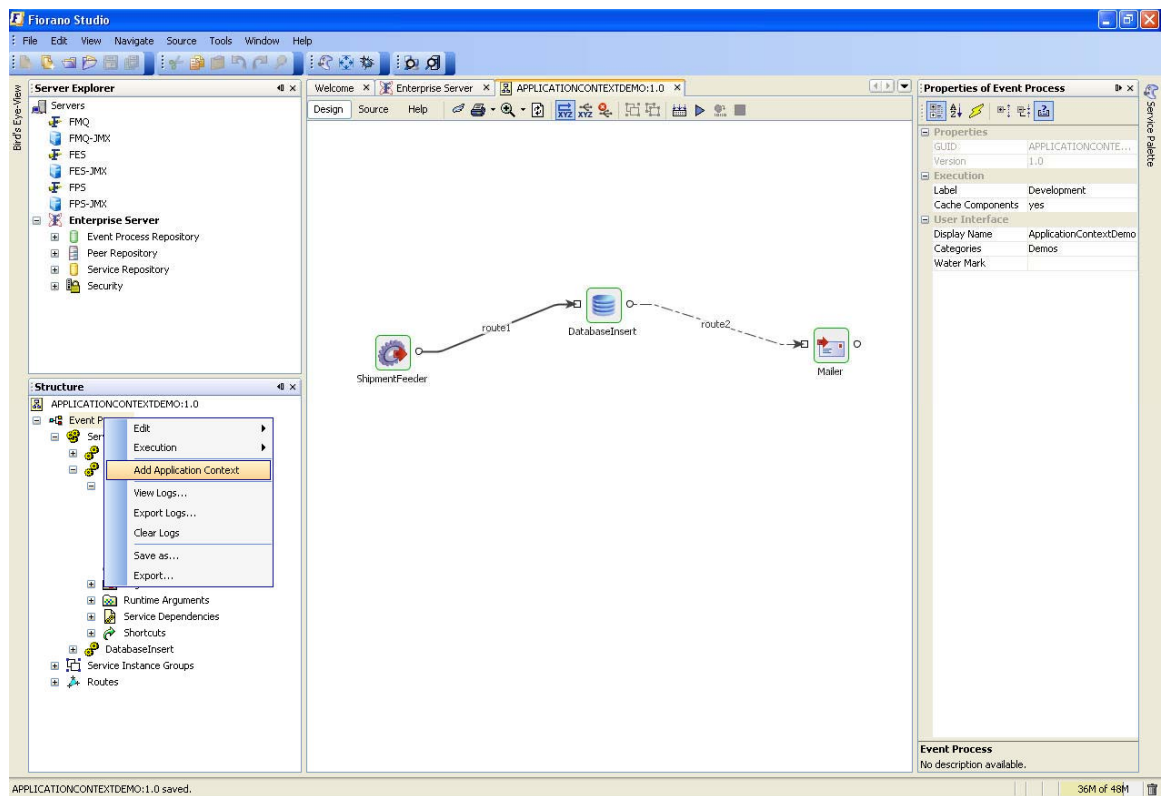 Fiorano Studio
File Edit View Navigate Source Tools Window Help
Bird's Eye-View
Server Explorer
Servers
FMQ
FMQ-JMX
FES
FES-JMX
FPS
FPS-JMX
Enterprise Server
Event Process Repository
Peer Repository
Service Repository
Security
Structure
APPLICATIONCONTEXTDEMO:1.0
Event P
Ser
Edit
Execution
Add Application Context
View Logs...
Export Logs...
Clear Logs
Save as...
Export...
Runtime Arguments
Service Dependencies
Shortcuts
DatabaseInsert
Service Instance Groups
Routes
Welcome Enterprise Server APPLICATIONCONTEXTDEMO:1.0
Design Source Help XYZ XYZ
route1
DatabaseInsert
route2
ShipmentFeeder
Mailer
Properties of Event Process
Properties
GUID APPLICATIONCONTE...
Version 1.0
Execution
Label Development
Cache Components yes
User Interface
Display Name ApplicationContextDemo
Categories Demos
Water Mark
Event Process
No description available.
Service Palette
APPLICATIONCONTEXTDEMO:1.0 saved.
36M of 48M